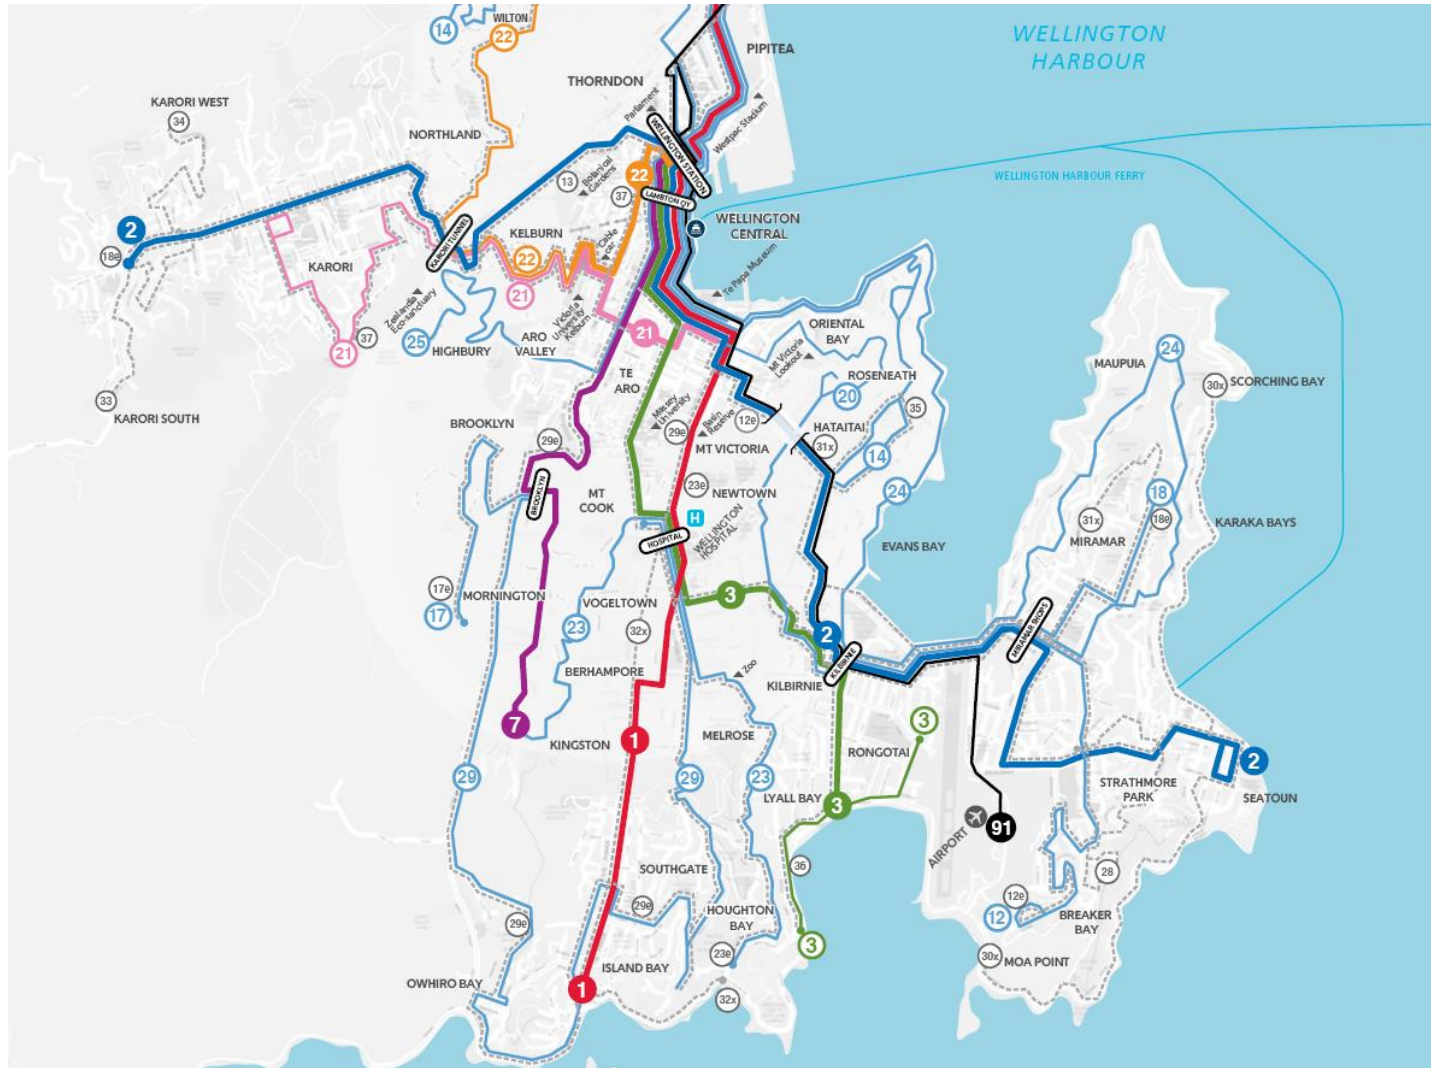 WILTON
14
22
WELLINGTON
HARBOUR
PIPITEA
THORNDON
KARORI WEST
34
Parliament
Westpac Stadium
NORTHLAND
WELLINGTON STATION
13
Botanical
Gardens
22
37
LAMBTON QY
WELLINGTON HARBOUR FERRY
2
18e
KARORI TUNNEL
KELBURN
22
Cable
car
WELLINGTON
CENTRAL
Te Papa Museum
KARORI
21
Zealandia
Eco-sanctuary
Victoria
University
Kelburn
21
37
25
HIGHBURY
ARO
VALLEY
21
ORIENTAL
BAY
Mt Victoria
Lookout
ROSENEATH
20
TE
ARO
MAUPUIA
24
30x
SCORCHING BAY
33
KARORI SOUTH
BROOKLYN
29e
Massey
University
29e
Basin
Reserve
12e
35
HATAITAI
31x
14
MT VICTORIA
BROOKLYN
MT
COOK
23e
NEWTOWN
24
18
18e
31x
MIRAMAR
KARAKA BAYS
H
HOSPITAL
WELLINGTON
HOSPITAL
EVANS BAY
17e
17
MORNINGTON
VOGELTOWN
3
23
32x
2
MIRAMAR SHOPS
BERHAMPORE
Zoo
KILBIRNIE
KILBIRNIE
7
KINGSTON
1
MELROSE
3
RONGOTAI
29
29
23
LYALL BAY
3
STRATHMORE
PARK
2
SEATOUN
AIRPORT
91
SOUTHGATE
36
28
29e
12e
12
HOUGHTON
BAY
BREAKER
BAY
29e
3
23e
30x
MOA POINT
ISLAND BAY
OWHIRO BAY
1
32x